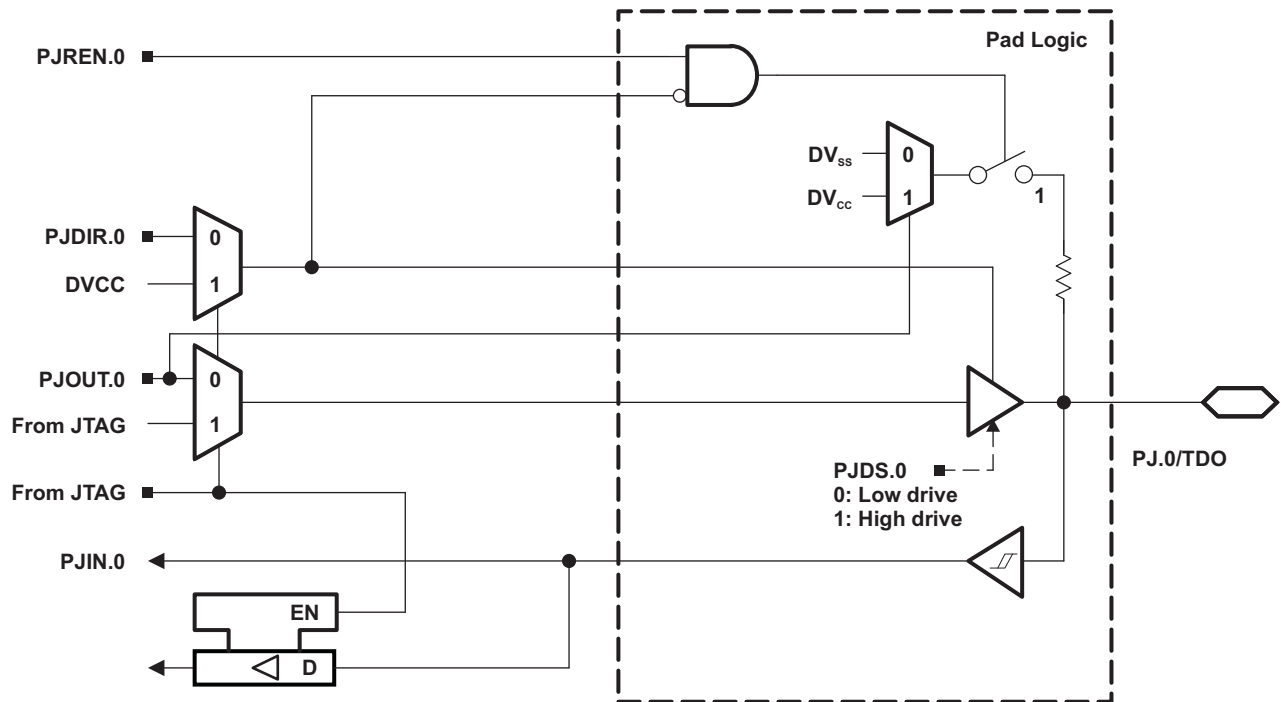 Pad Logic
PJREN.0
DVSS
0
DVCC
1
1
PJDIR.0
0
DVCC
1
PJOUT.0
0
From JTAG
1
PJ.0/TDO
PJDS.0
0: Low drive
1: High drive
From JTAG
PJIN.0
EN
D